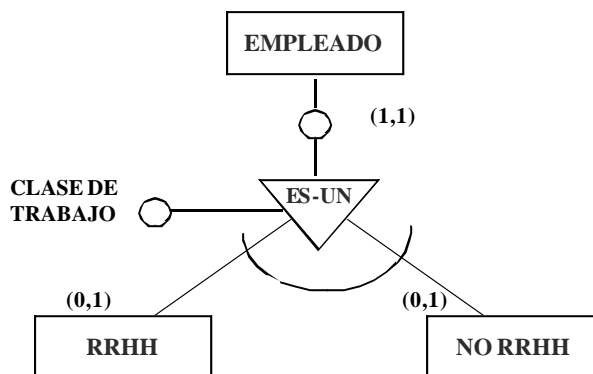 EMPLEADO
(1,1)
ES-UN
CLASE DE
TRABAJO
(0,1)
(0,1)
RRHH
NO RRHH